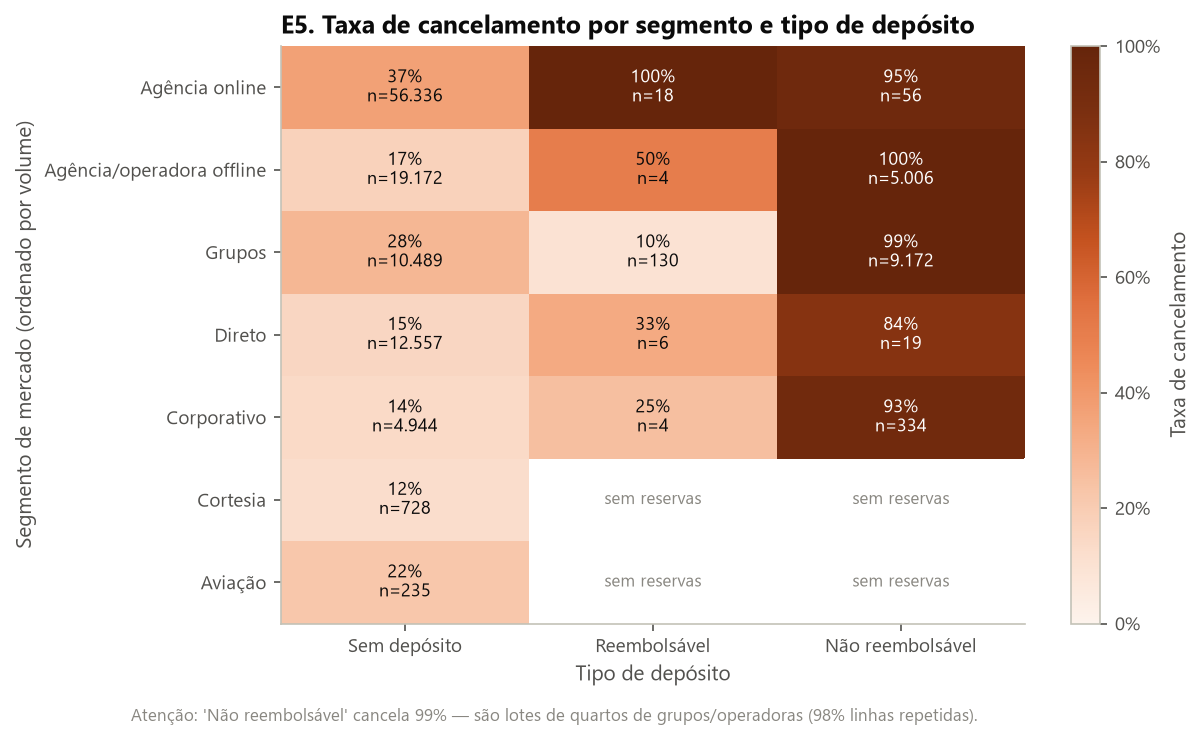 E5. Taxa de cancelamento por segmento e tipo de depósito
Segmento de mercado (ordenado por volume)
Agência online
37%
n=56.336
100%
n=18
95%
n=56
Agência/operadora offline
17%
n=19.172
50%
n=4
100%
n=5.006
Grupos
28%
n=10.489
10%
n=130
99%
n=9.172
Direto
15%
n=12.557
33%
n=6
84%
n=19
Corporativo
14%
n=4.944
25%
n=4
93%
n=334
Cortesia
12%
n=728
sem reservas
sem reservas
Aviação
22%
n=235
sem reservas
sem reservas
Sem depósito
Reembolsável
Não reembolsável
Tipo de depósito
100%
80%
60%
40%
20%
0%
Taxa de cancelamento
Atenção: 'Não reembolsável' cancela 99% — são lotes de quartos de grupos/operadoras (98% linhas repetidas).